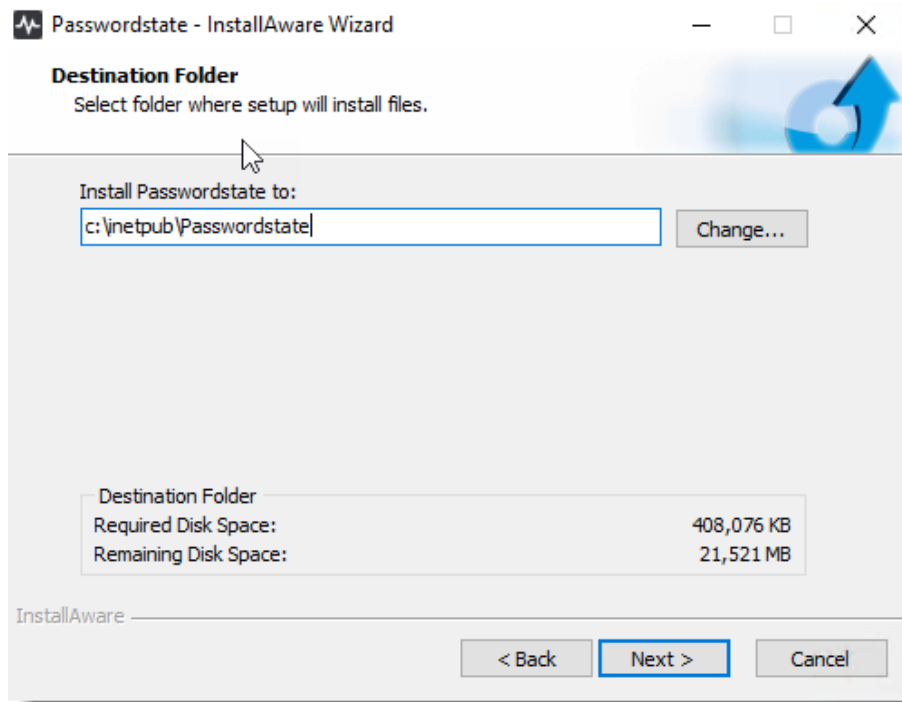 Passwordstate - InstallAware Wizard
Destination Folder
Select folder where setup will install files.
Install Passwordstate to:
c:\inetpub\Passwordstate
Change...
Destination Folder
Required Disk Space: 408,076 KB
Remaining Disk Space: 21,521 MB
InstallAware
< Back Next > Cancel